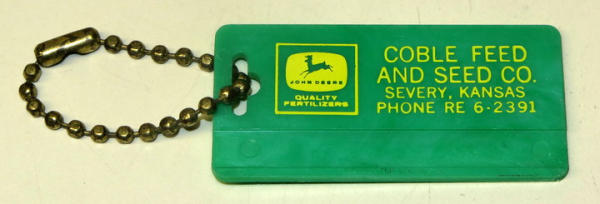 JOHN DEERE
QUALITY
FERTILIZERS
COBLE FEED
AND SEED CO.
SEVERY, KANSAS
PHONE RE 6-2391